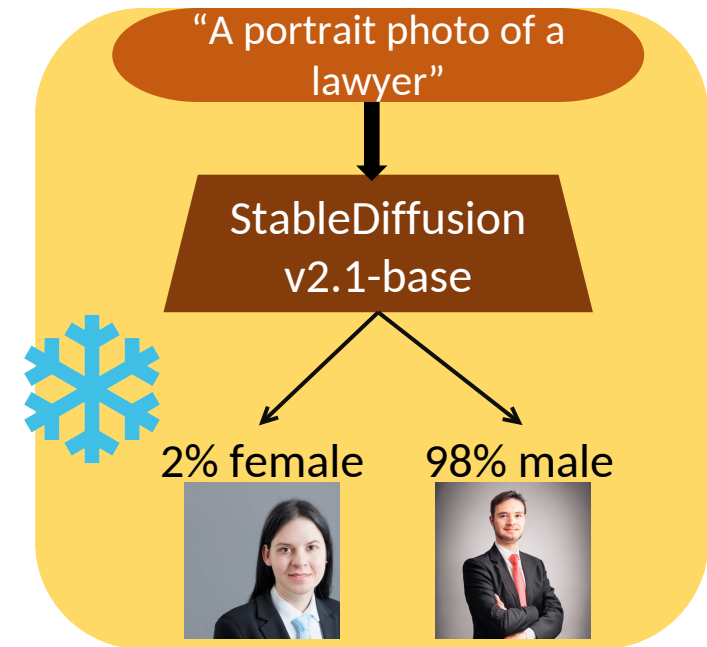 “A portrait photo of a
lawyer”
StableDiffusion
v2.1-base
2% female
98% male